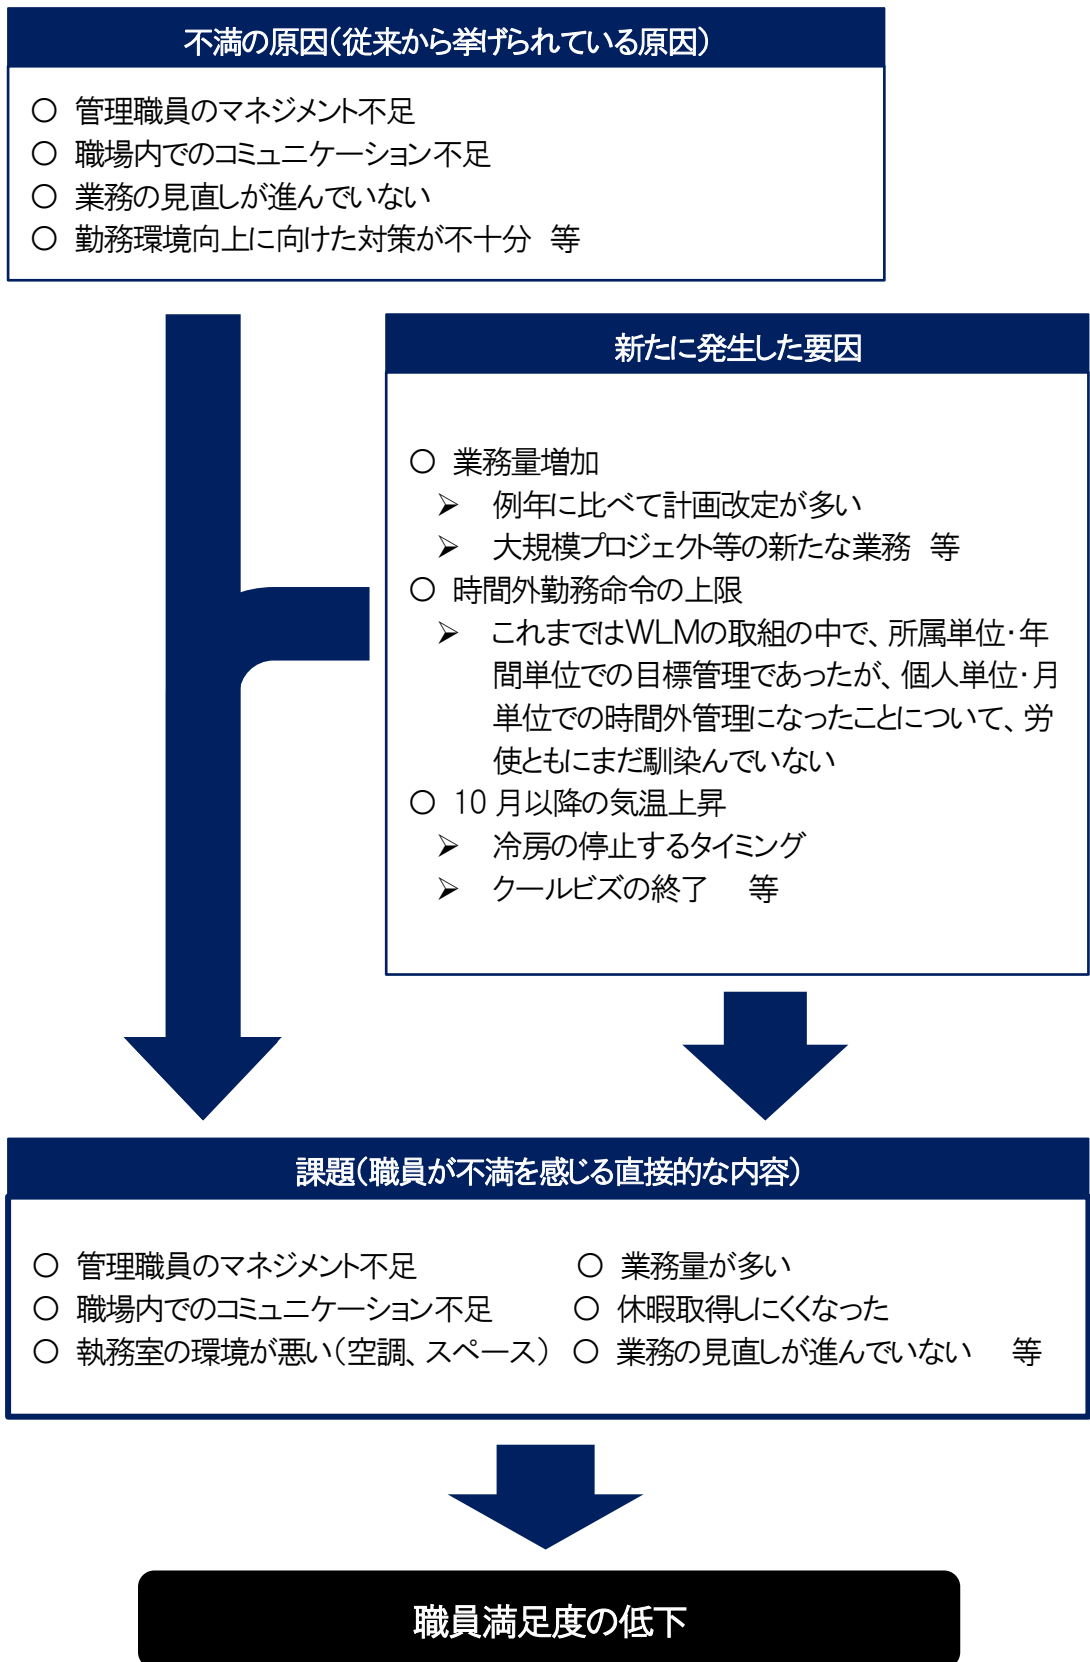 不満の原因（従来から挙げられている原因）
○ 管理職員のマネジメント不足
○ 職場内でのコミュニケーション不足
○ 業務の見直しが進んでいない
○ 勤務環境向上に向けた対策が不十分 等
新たに発生した要因
○ 業務量増加
➢ 例年に比べて計画改定が多い
➢ 大規模プロジェクト等の新たな業務 等
○ 時間外勤務命令の上限
➢ これまではWLMの取組の中で、所属単位・年
間単位での目標管理であったが、個人単位・月
単位での時間外管理になったことについて、労
使ともにまだ馴染んでいない
○ 10 月以降の気温上昇
➢ 冷房の停止するタイミング
➢ クールビズの終了 等
課題（職員が不満を感じる直接的な内容）
○ 管理職員のマネジメント不足 ○ 業務量が多い
○ 職場内でのコミュニケーション不足 ○ 休暇取得しにくくなった
○ 執務室の環境が悪い（空調、スペース） ○ 業務の見直しが進んでいない 等
職員満足度の低下